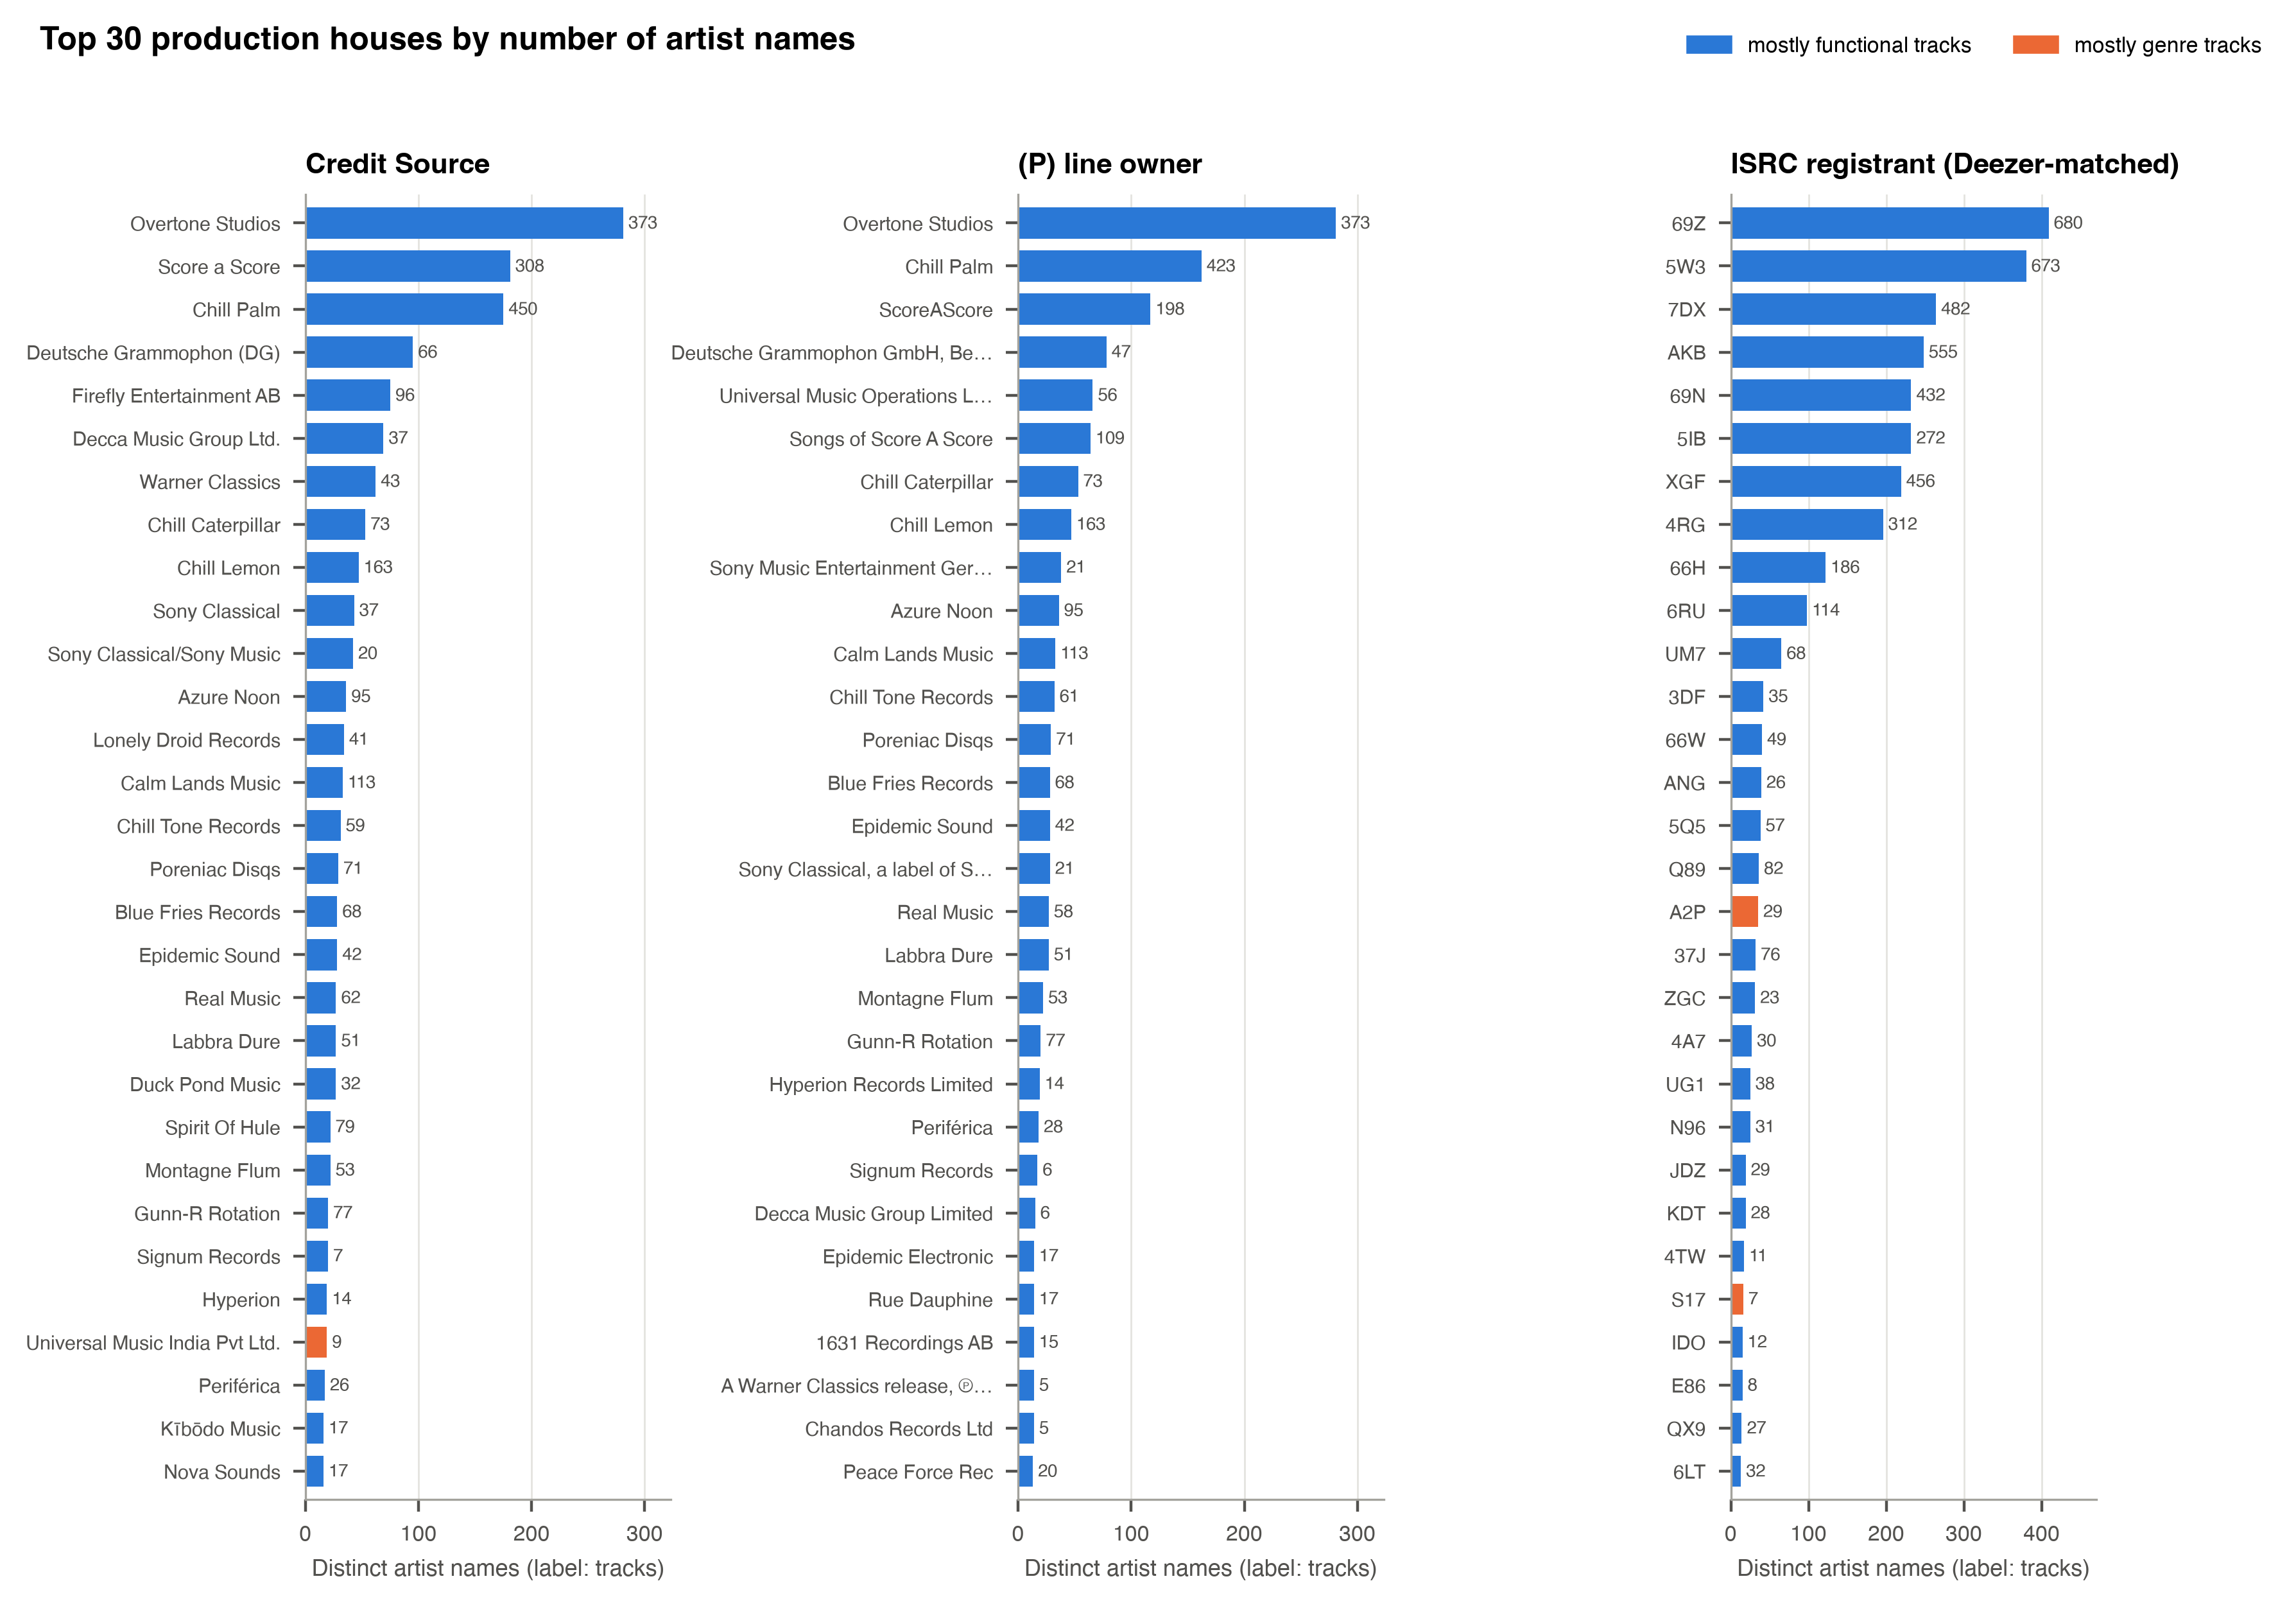 Top 30 production houses by number of artist names
mostly functional tracks
mostly genre tracks
Credit Source
Overtone Studios 373
Score a Score 308
Chill Palm 450
Deutsche Grammophon (DG) 66
Firefly Entertainment AB 96
Decca Music Group Ltd. 37
Warner Classics 43
Chill Caterpillar 73
Chill Lemon 163
Sony Classical 37
Sony Classical/Sony Music 20
Azure Noon 95
Lonely Droid Records 41
Calm Lands Music 113
Chill Tone Records 59
Poreniac Disqs 71
Blue Fries Records 68
Epidemic Sound 42
Real Music 62
Labbra Dure 51
Duck Pond Music 32
Spirit Of Hule 79
Montagne Flum 53
Gunn-R Rotation 77
Signum Records 7
Hyperion 14
Universal Music India Pvt Ltd. 9
Periférica 26
Kībōdo Music 17
Nova Sounds 17
0 100 200 300
Distinct artist names (label: tracks)
(P) line owner
Overtone Studios 373
Chill Palm 423
ScoreAScore 198
Deutsche Grammophon GmbH, Be… 47
Universal Music Operations L… 56
Songs of Score A Score 109
Chill Caterpillar 73
Chill Lemon 163
Sony Music Entertainment Ger… 21
Azure Noon 95
Calm Lands Music 113
Chill Tone Records 61
Poreniac Disqs 71
Blue Fries Records 68
Epidemic Sound 42
Sony Classical, a label of S… 21
Real Music 58
Labbra Dure 51
Montagne Flum 53
Gunn-R Rotation 77
Hyperion Records Limited 14
Periférica 28
Signum Records 6
Decca Music Group Limited 6
Epidemic Electronic 17
Rue Dauphine 17
1631 Recordings AB 15
A Warner Classics release, ℗… 5
Chandos Records Ltd 5
Peace Force Rec 20
0 100 200 300
Distinct artist names (label: tracks)
ISRC registrant (Deezer-matched)
69Z 680
5W3 673
7DX 482
AKB 555
69N 432
5IB 272
XGF 456
4RG 312
66H 186
6RU 114
UM7 68
3DF 35
66W 49
ANG 26
5Q5 57
Q89 82
A2P 29
37J 76
ZGC 23
4A7 30
UG1 38
N96 31
JDZ 29
KDT 28
4TW 11
S17 7
IDO 12
E86 8
QX9 27
6LT 32
0 100 200 300 400
Distinct artist names (label: tracks)